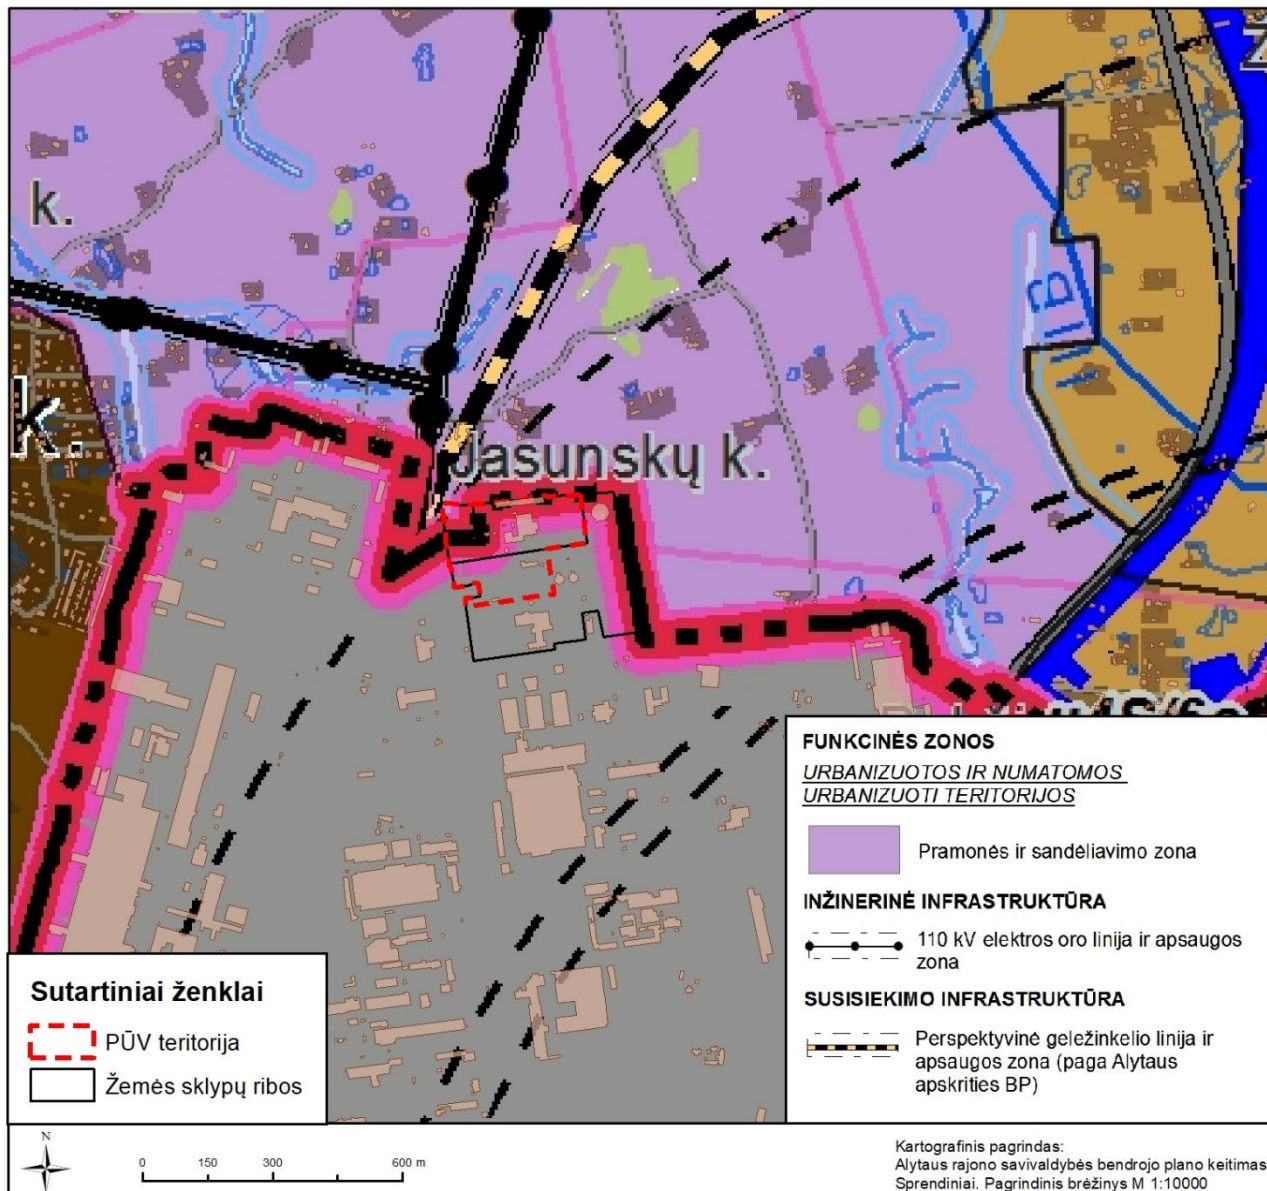 k.
k.
Jasunskų k.
FUNKCINĖS ZONOS
URBANIZUOTOS IR NUMATOMOS
URBANIZUOTI TERITORIJOS
Pramonės ir sandėliavimo zona
INŽINERINĖ INFRASTRUKTŪRA
110 kV elektros oro linija ir apsaugos
zona
SUSISIEKIMO INFRASTRUKTŪRA
Perspektyvinė geležinkelio linija ir
apsaugos zona (paga Alytaus
apskrities BP)
Sutartiniai ženklai
PŪV teritorija
Žemės sklypų ribos
N
0 150 300 600 m
Kartografinis pagrindas:
Alytaus rajono savivaldybės bendrojo plano keitimas
Sprendiniai. Pagrindinis brėžinys M 1:10000